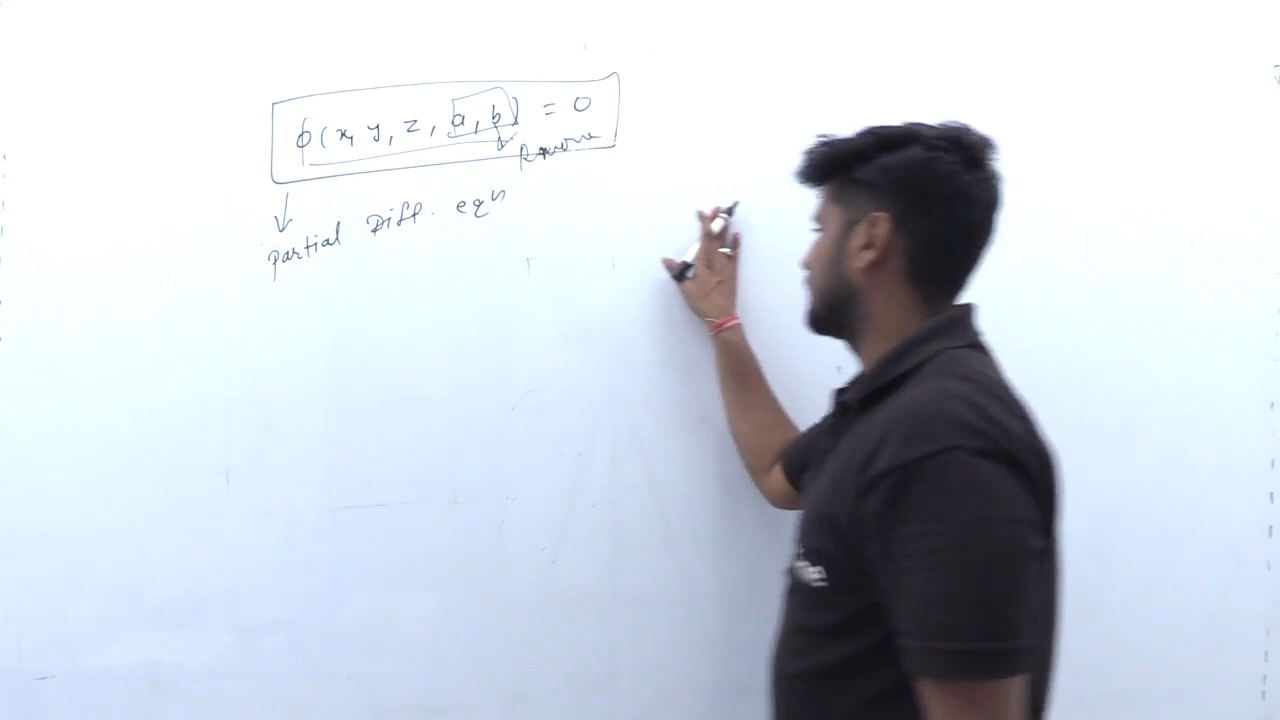 ϕ(x, y, z, a, b) = 0
Remove
Partial Diff. eqⁿ